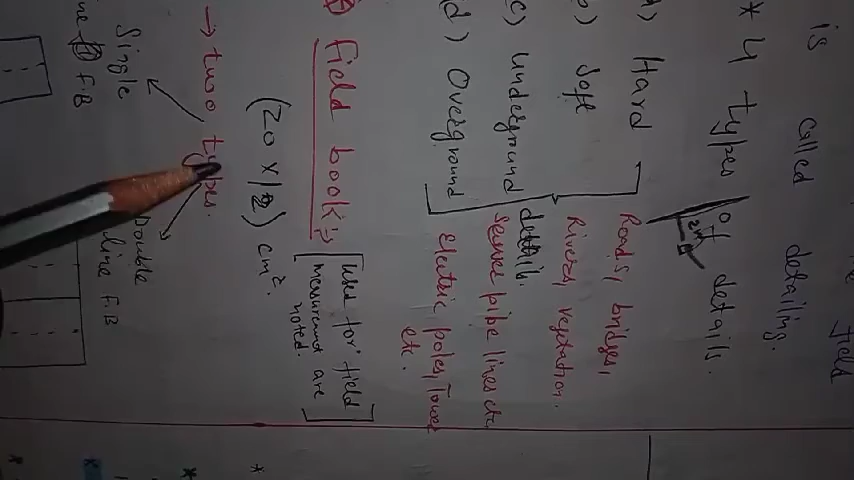 is called detailing.
* 4 types of details.
a) Hard Roads, bridges,
b) Soft Rivers, vegetation.
c) Underground details.
Sewer pipe lines etc
d) Overground
Electric poles, Tower
etc.
Field book :-
[used for field
measurement are
noted.]
(20 x 12) cm².
→ two types.
Single
line F.B
Double
line F.B